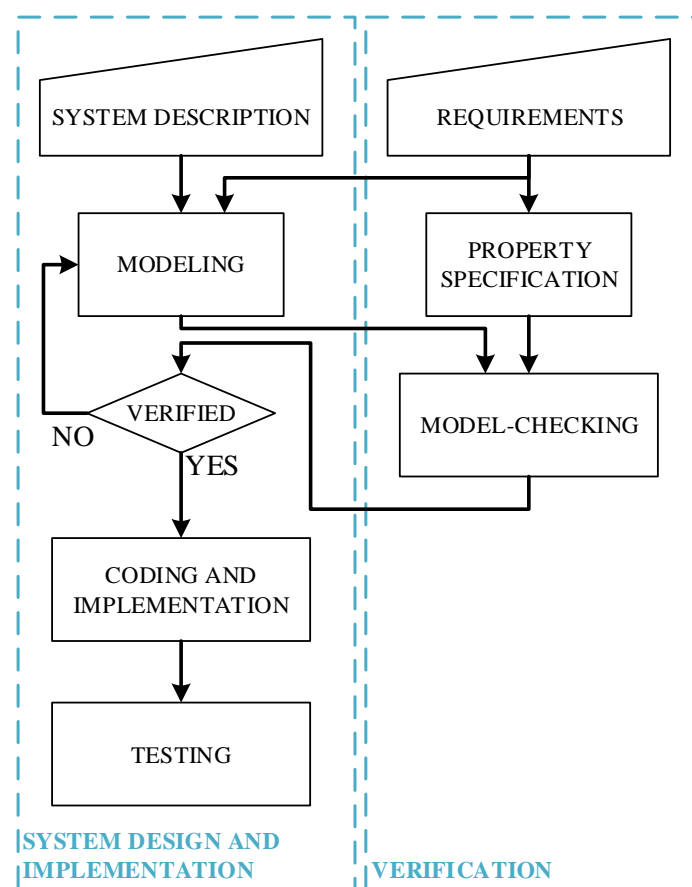 SYSTEM DESCRIPTION
REQUIREMENTS
MODELING
PROPERTY
SPECIFICATION
VERIFIED
MODEL-CHECKING
NO
YES
CODING AND
IMPLEMENTATION
TESTING
SYSTEM DESIGN AND
IMPLEMENTATION
VERIFICATION